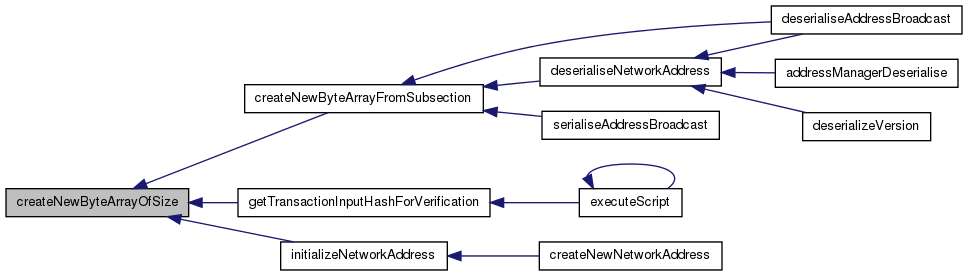 deserialiseAddressBroadcast
deserialiseNetworkAddress
addressManagerDeserialise
createNewByteArrayFromSubsection
serialiseAddressBroadcast
deserializeVersion
createNewByteArrayOfSize
getTransactionInputHashForVerification
executeScript
initializeNetworkAddress
createNewNetworkAddress